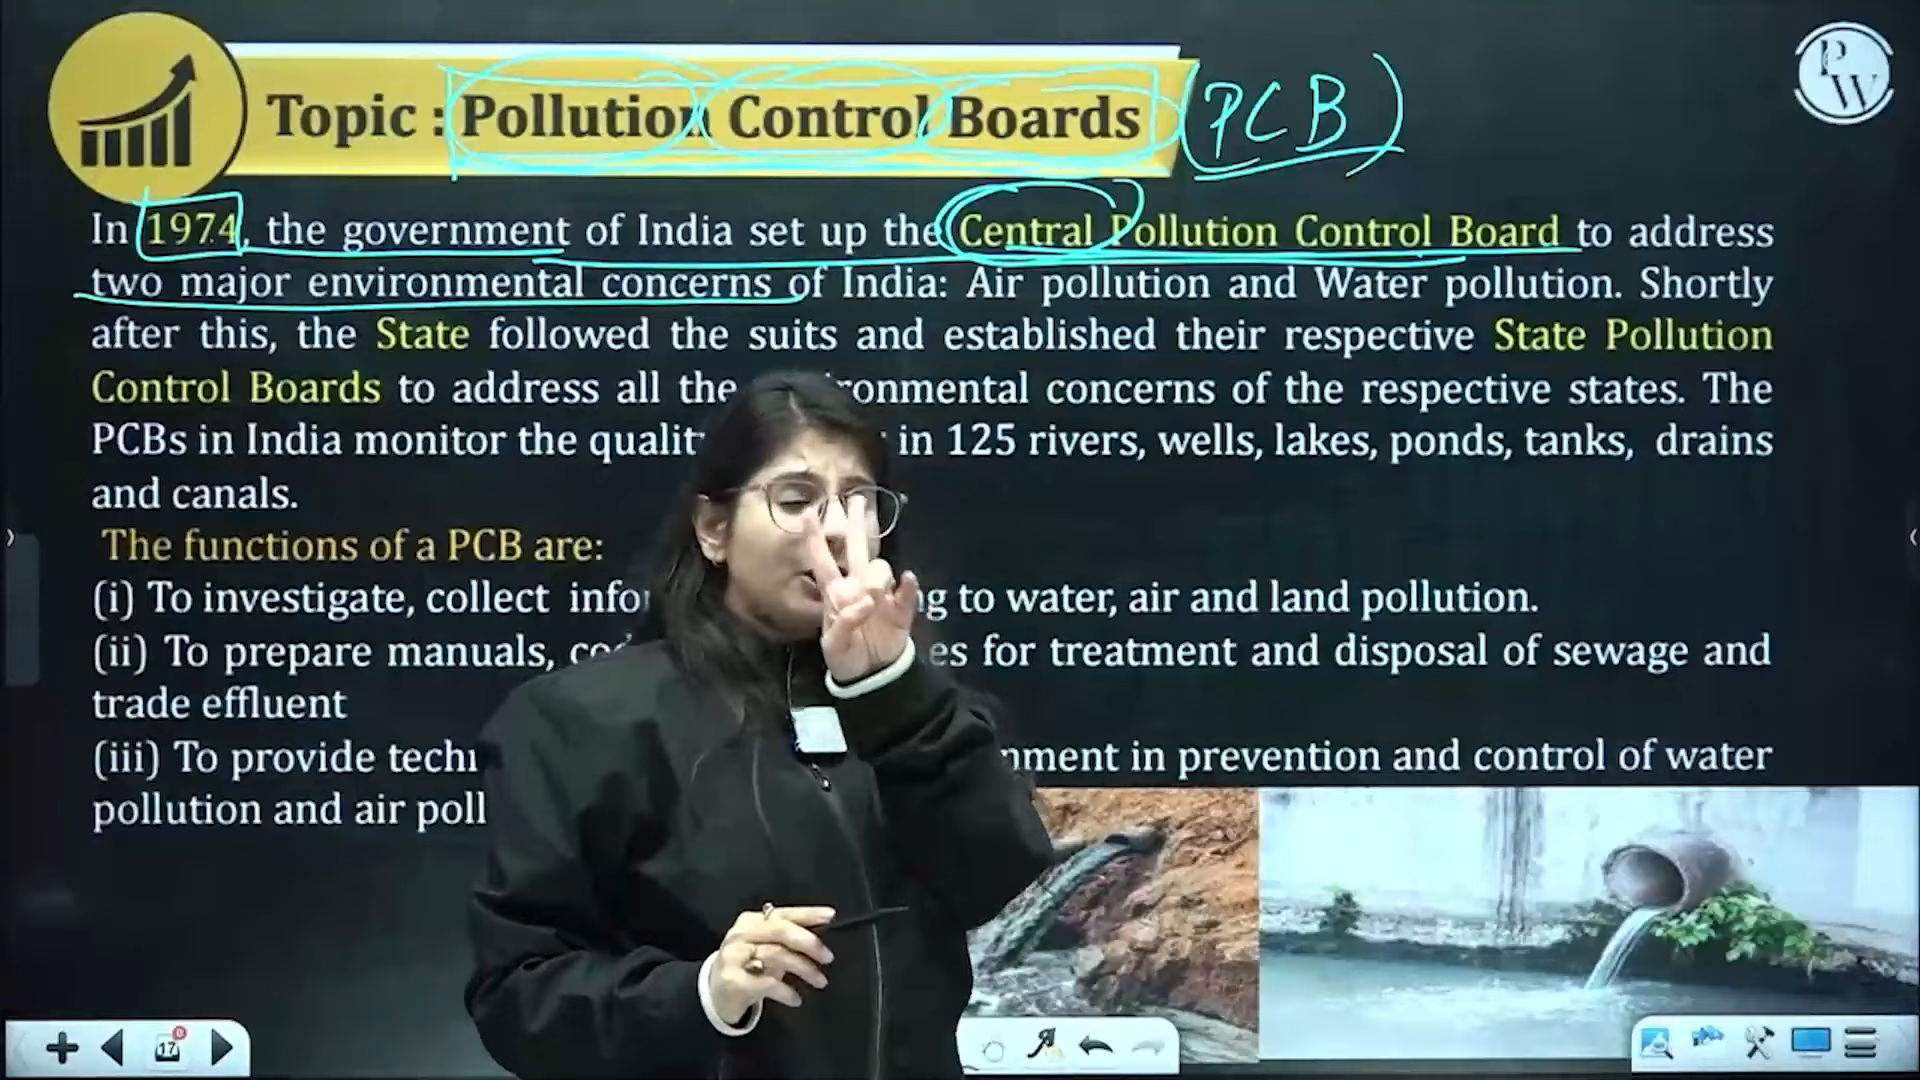 Topic : Pollution Control Boards (PCB)
PW
In 1974, the government of India set up the Central Pollution Control Board to address
two major environmental concerns of India: Air pollution and Water pollution. Shortly
after this, the State followed the suits and established their respective State Pollution
Control Boards to address all the ronmental concerns of the respective states. The
PCBs in India monitor the qualit in 125 rivers, wells, lakes, ponds, tanks, drains
and canals.
The functions of a PCB are:
(i) To investigate, collect infor g to water, air and land pollution.
(ii) To prepare manuals, cod es for treatment and disposal of sewage and
trade effluent
(iii) To provide techn nment in prevention and control of water
pollution and air poll
17
0